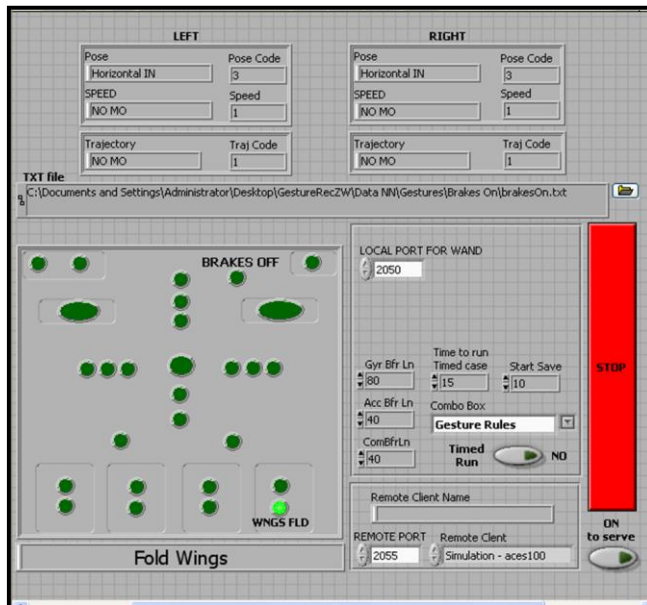 LEFT
RIGHT
Pose
Pose Code
Horizontal IN
3
SPEED
Speed
NO MO
1
Trajectory
Traj Code
NO MO
1
Pose
Pose Code
Horizontal IN
3
SPEED
Speed
NO MO
1
Trajectory
Traj Code
NO MO
1
TXT file
C:\Documents and Settings\Administrator\Desktop\GestureRecZW\Data NN\Gestures\Brakes On\brakesOn.txt
BRAKES OFF
WNGS FLD
Fold Wings
LOCAL PORT FOR WAND
2050
Gyr Bfr Ln
80
Time to run
Timed case
15
Start Save
10
Acc Bfr Ln
40
Combo Box
Gesture Rules
ComBfrLn
40
Timed
Run
NO
Remote Client Name
REMOTE PORT
2055
Remote Clent
Simulation - aces100
STOP
ON
to serve